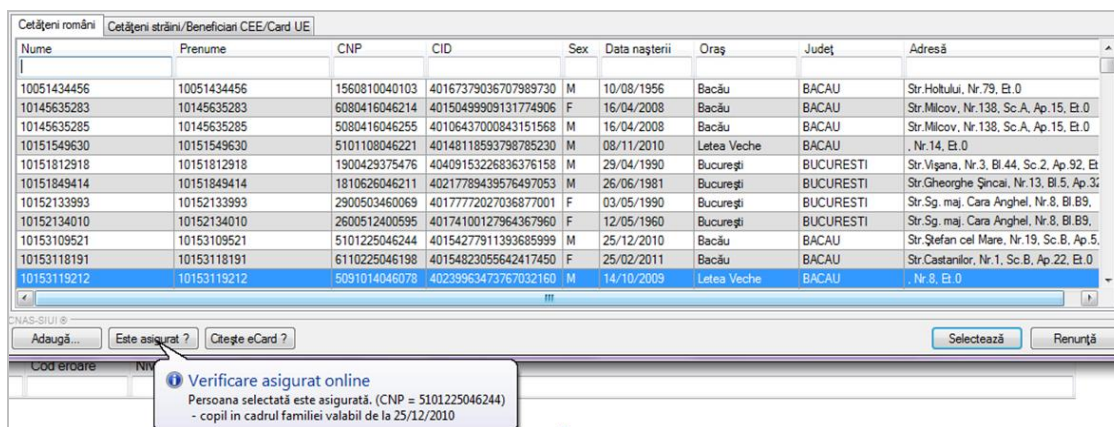 Cetățeni români Cetățeni străini/Beneficiari CEE/Card UE
Nume Prenume CNP CID Sex Data nașterii Oraș Județ Adresă
10051434456 10051434456 1560810040103 40167379036707989730 M 10/08/1956 Bacău BACAU Str.Holtului, Nr.79, Et.0
10145635283 10145635283 6080416046214 40150499909131774906 F 16/04/2008 Bacău BACAU Str.Milcov, Nr.138, Sc.A, Ap.15, Et.0
10145635285 10145635285 5080416046255 40106437000843151568 M 16/04/2008 Bacău BACAU Str.Milcov, Nr.138, Sc.A, Ap.15, Et.0
10151549630 10151549630 5101108046221 40148118593798785230 M 08/11/2010 Letea Veche BACAU , Nr.14, Et.0
10151812918 10151812918 1900429375476 40409153226836376158 M 29/04/1990 București BUCURESTI Str.Vișana, Nr.3, Bl.44, Sc.2, Ap.92, Et
10151849414 10151849414 1810626046211 40217789439576497053 M 26/06/1981 București BUCURESTI Str.Gheorghe Șincai, Nr.13, Bl.5, Ap.32
10152133993 10152133993 2900503460069 40177772027036877001 F 03/05/1990 București BUCURESTI Str.Sg. maj. Cara Anghel, Nr.8, Bl.B9,
10152134010 10152134010 2600512400595 40174100127964367960 F 12/05/1960 București BUCURESTI Str.Sg. maj. Cara Anghel, Nr.8, Bl.B9,
10153109521 10153109521 5101225046244 40154277911393685999 M 25/12/2010 Bacău BACAU Str.Ștefan cel Mare, Nr.19, Sc.B, Ap.5,
10153118191 10153118191 6110225046198 40154823055642417450 F 25/02/2011 Bacău BACAU Str.Castanilor, Nr.1, Sc.B, Ap.22, Et.0
10153119212 10153119212 5091014046078 40239963473767032160 M 14/10/2009 Letea Veche BACAU , Nr.8, Et.0
CNAS-SIUI ®
Adaugă... Este asigurat ? Citește eCard ? Selectează Renunță
Cod eroare Niv
Verificare asigurat online
Persoana selectată este asigurată. (CNP = 5101225046244)
- copil in cadrul familiei valabil de la 25/12/2010